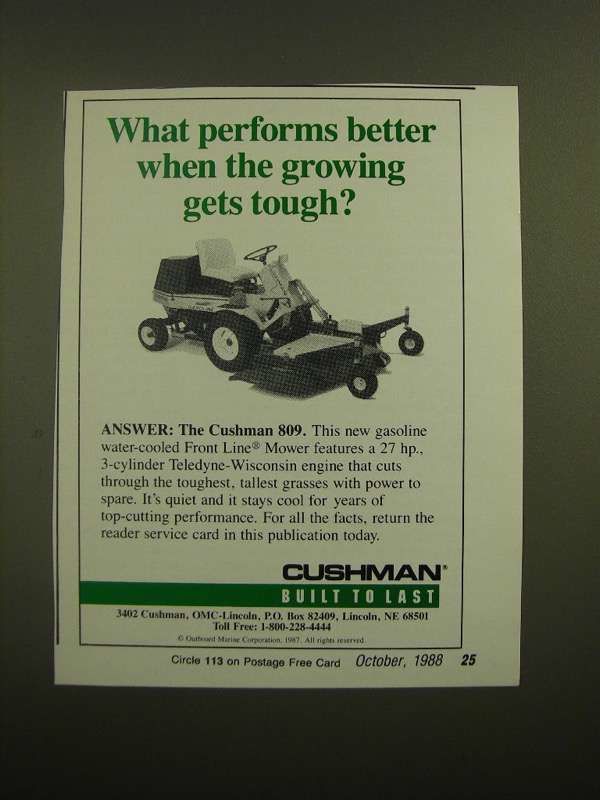 What performs better
when the growing
gets tough?
ANSWER: The Cushman 809. This new gasoline
water-cooled Front Line® Mower features a 27 hp.,
3-cylinder Teledyne-Wisconsin engine that cuts
through the toughest, tallest grasses with power to
spare. It's quiet and it stays cool for years of
top-cutting performance. For all the facts, return the
reader service card in this publication today.
CUSHMAN®
BUILT TO LAST
3402 Cushman, OMC-Lincoln, P.O. Box 82409, Lincoln, NE 68501
Toll Free: 1-800-228-4444
© Outboard Marine Corporation, 1987. All rights reserved.
Circle 113 on Postage Free Card October, 1988 25